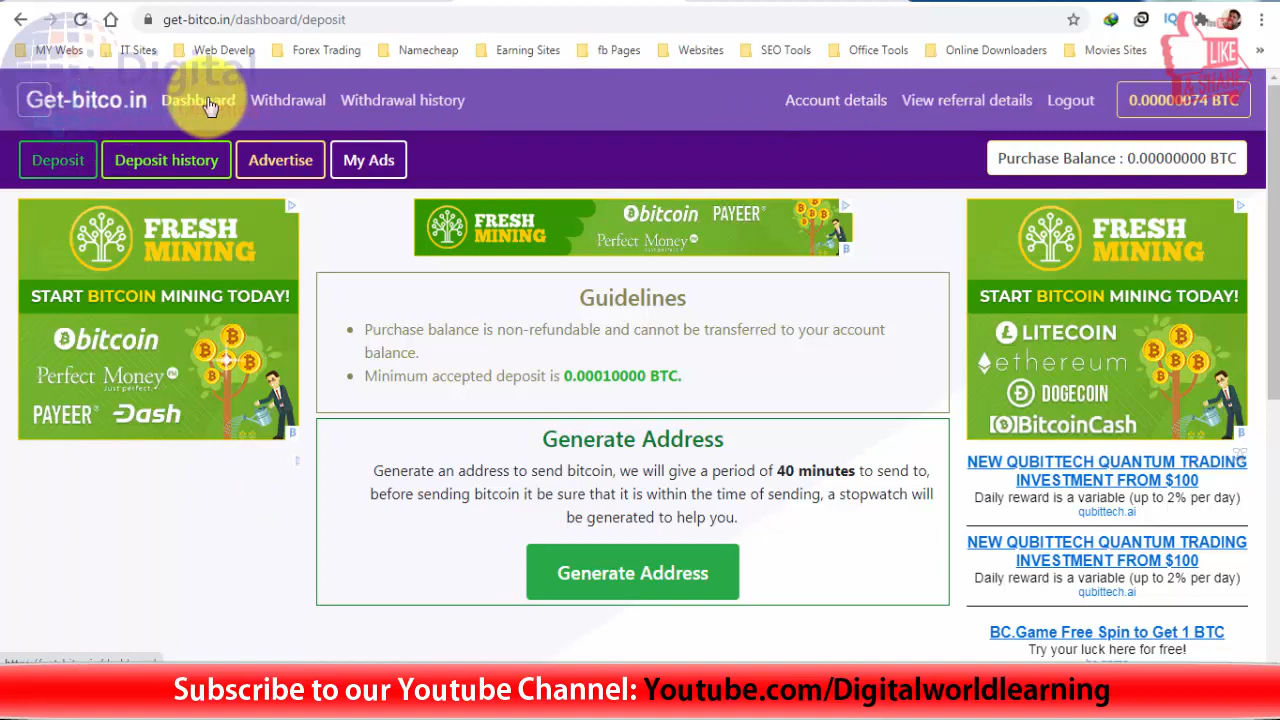 get-bitco.in/dashboard/deposit
MY Webs IT Sites Web Develp Forex Trading Namecheap Earning Sites fb Pages Websites SEO Tools Office Tools Online Downloaders Movies Sites »
Digital
LIKE
& SHARE
Get-bitco.in Dashboard Withdrawal Withdrawal history Account details View referral details Logout 0.00000074 BTC
Deposit Deposit history Advertise My Ads Purchase Balance : 0.00000000 BTC
FRESH
MINING
START BITCOIN MINING TODAY!
bitcoin
Perfect Money PM
Just perfect.
PAYEER Dash
FRESH
MINING
bitcoin PAYEER
Perfect Money PM
Guidelines
• Purchase balance is non-refundable and cannot be transferred to your account
balance.
• Minimum accepted deposit is 0.00010000 BTC.
Generate Address
Generate an address to send bitcoin, we will give a period of 40 minutes to send to,
before sending bitcoin it be sure that it is within the time of sending, a stopwatch will
be generated to help you.
Generate Address
FRESH
MINING
START BITCOIN MINING TODAY!
LITECOIN
ethereum
DOGECOIN
BitcoinCash
NEW QUBITTECH QUANTUM TRADING
INVESTMENT FROM $100
Daily reward is a variable (up to 2% per day)
qubittech.ai
NEW QUBITTECH QUANTUM TRADING
INVESTMENT FROM $100
Daily reward is a variable (up to 2% per day)
qubittech.ai
BC.Game Free Spin to Get 1 BTC
Try your luck here for free!
Subscribe to our Youtube Channel: Youtube.com/Digitalworldlearning